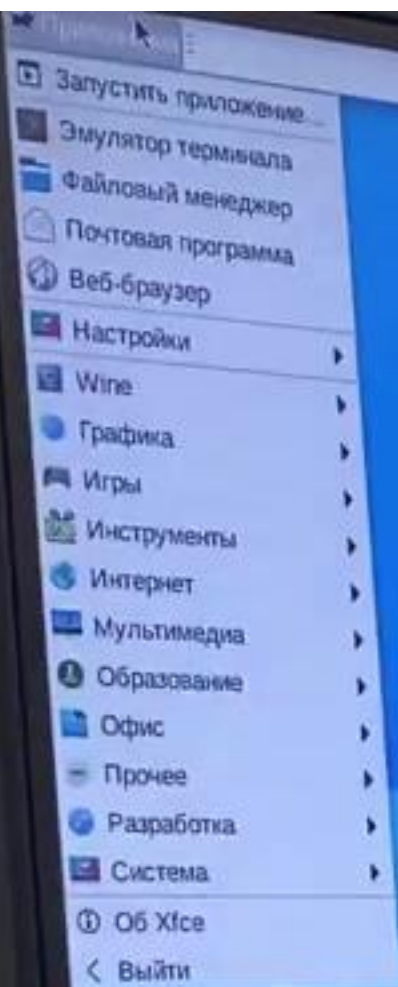 Запустить приложение...
Эмулятор терминала
Файловый менеджер
Почтовая программа
Веб-браузер
Настройки
Wine
Графика
Игры
Инструменты
Интернет
Мультимедиа
Образование
Офис
Прочее
Разработка
Система
Об Xfce
Выйти